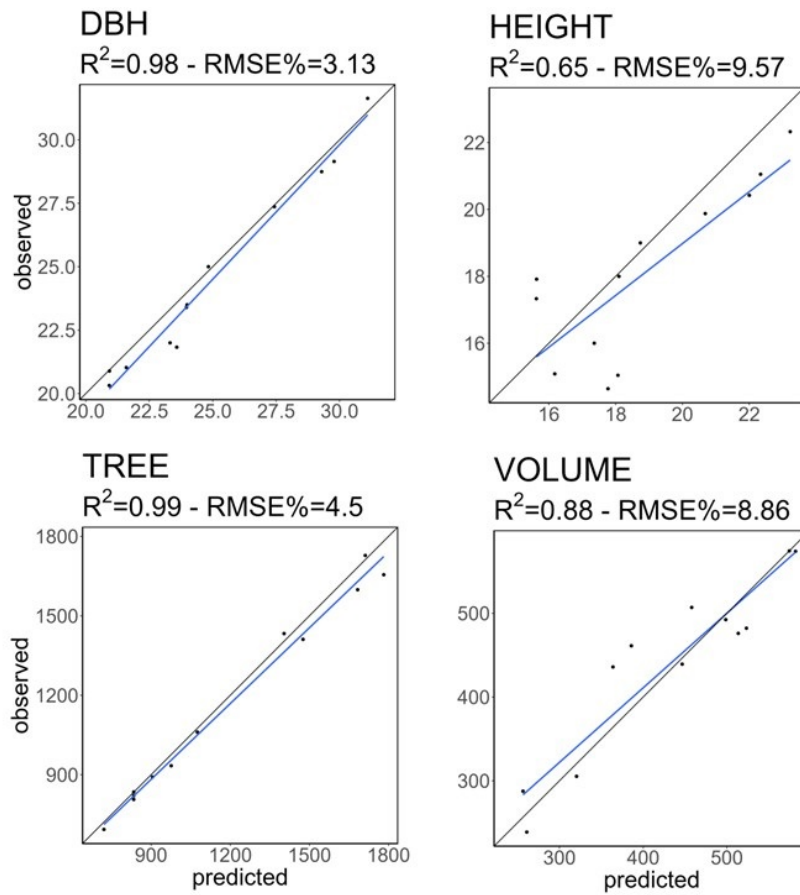 DBH
R²=0.98 - RMSE%=3.13
observed
30.0
27.5
25.0
22.5
20.0
20.0 22.5 25.0 27.5 30.0
HEIGHT
R²=0.65 - RMSE%=9.57
22
20
18
16
16 18 20 22
TREE
R²=0.99 - RMSE%=4.5
observed
1800
1500
1200
900
900 1200 1500 1800
predicted
VOLUME
R²=0.88 - RMSE%=8.86
500
400
300
300 400 500
predicted